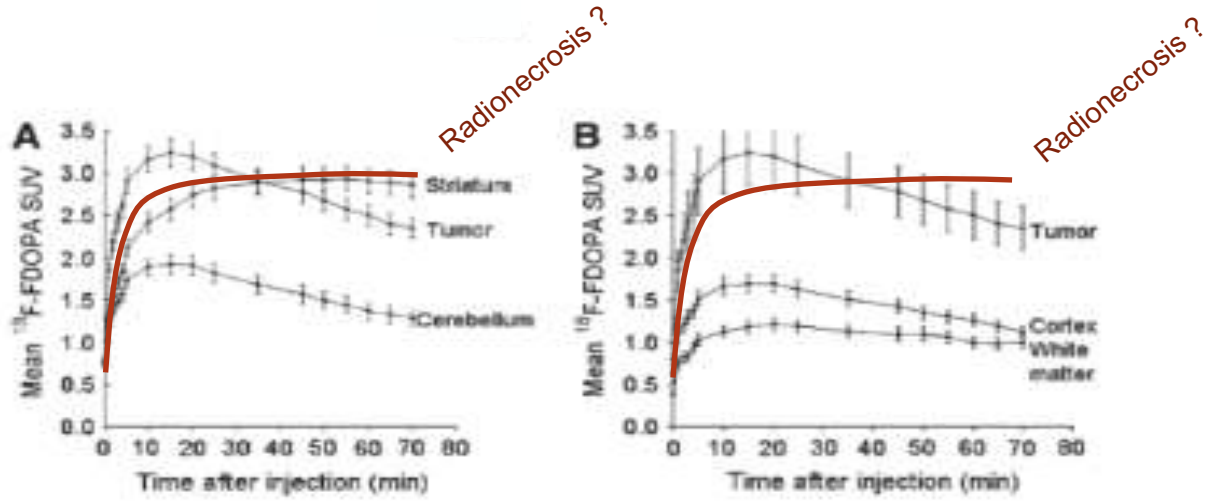 Radionecrosis ?
A
3.5
3.0
2.5
2.0
1.5
1.0
0.5
0.0
Mean ¹⁸F-FDOPA SUV
Striatum
Tumor
Cerebellum
0 10 20 30 40 50 60 70 80
Time after injection (min)
Radionecrosis ?
B
3.5
3.0
2.5
2.0
1.5
1.0
0.5
0.0
Mean ¹⁸F-FDOPA SUV
Tumor
Cortex
White
matter
0 10 20 30 40 50 60 70 80
Time after injection (min)